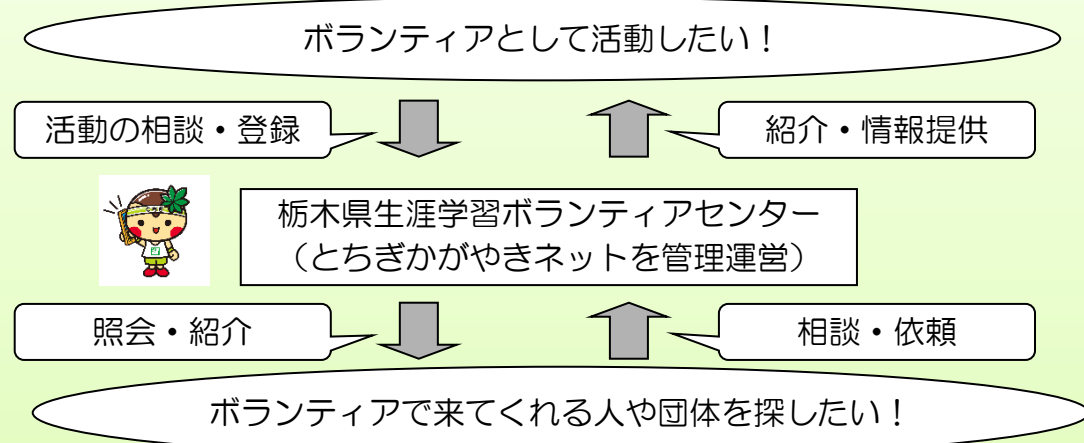 ボランティアとして活動したい！
活動の相談・登録
紹介・情報提供
栃木県生涯学習ボランティアセンター
（とちぎかがやきネットを管理運営）
照会・紹介
相談・依頼
ボランティアで来てくれる人や団体を探したい！